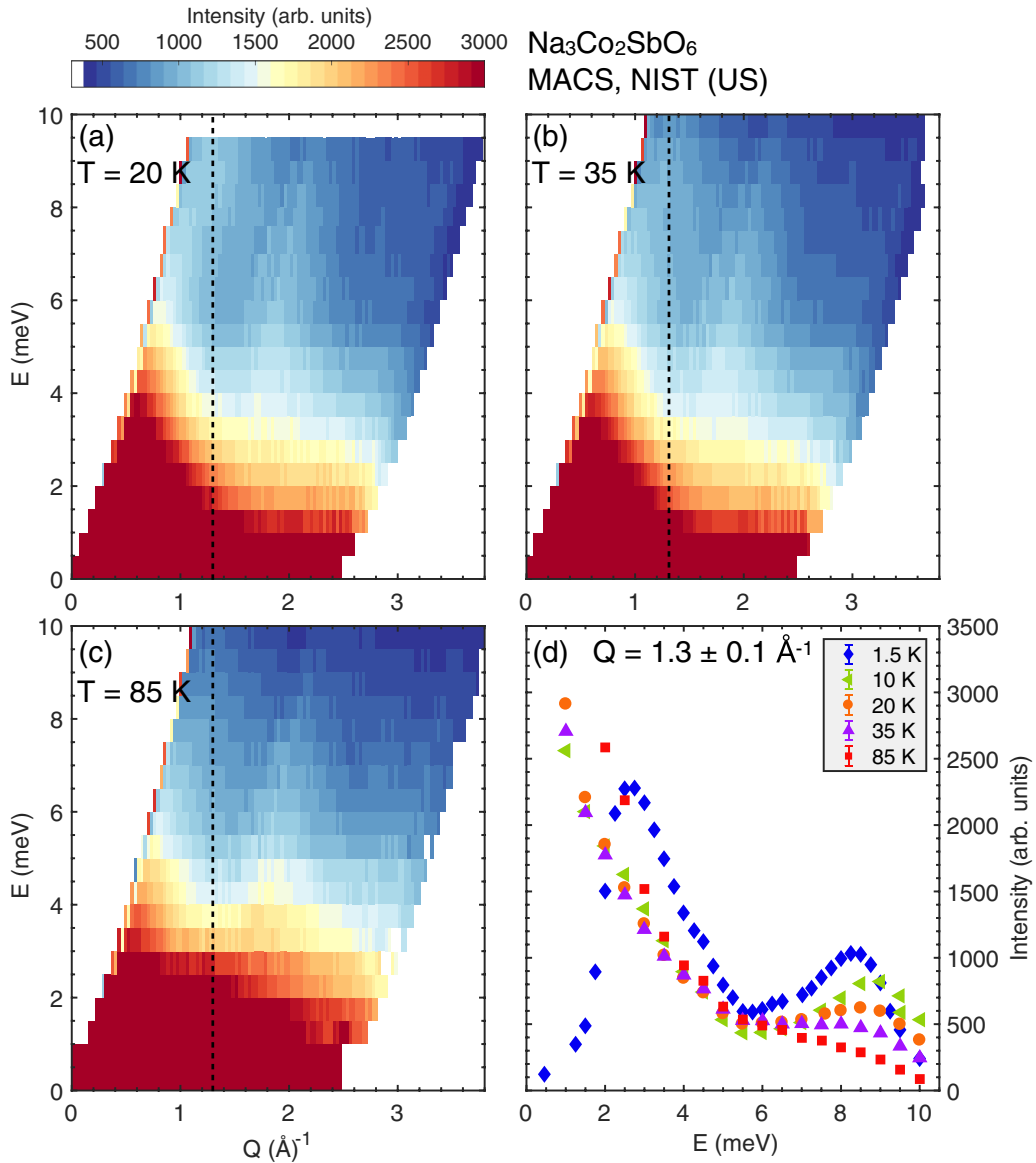 Intensity (arb. units)
500 1000 1500 2000 2500 3000
Na₃Co₂SbO₆
MACS, NIST (US)
(a)
T = 20 K
10
8
6
4
2
0
E (meV)
0 1 2 3
(b)
T = 35 K
0 1 2 3
(c)
T = 85 K
10
8
6
4
2
0
E (meV)
0 1 2 3
Q (Å)⁻¹
(d) Q = 1.3 ± 0.1 Å⁻¹
1.5 K
10 K
20 K
35 K
85 K
3500
3000
2500
2000
1500
1000
500
0
Intensity (arb. units)
0 2 4 6 8 10
E (meV)